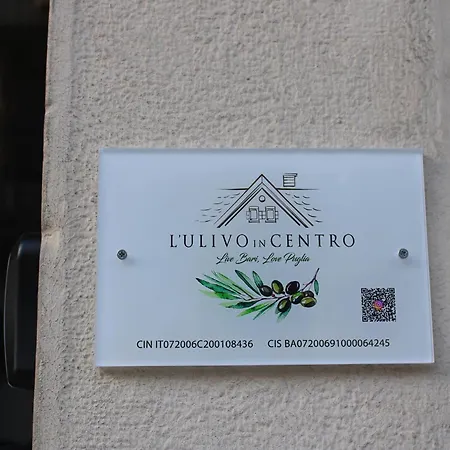 L'ULIVO IN CENTRO
Live Bari, Love Puglia
CIN IT072006C200108436 CIS BA07200691000064245